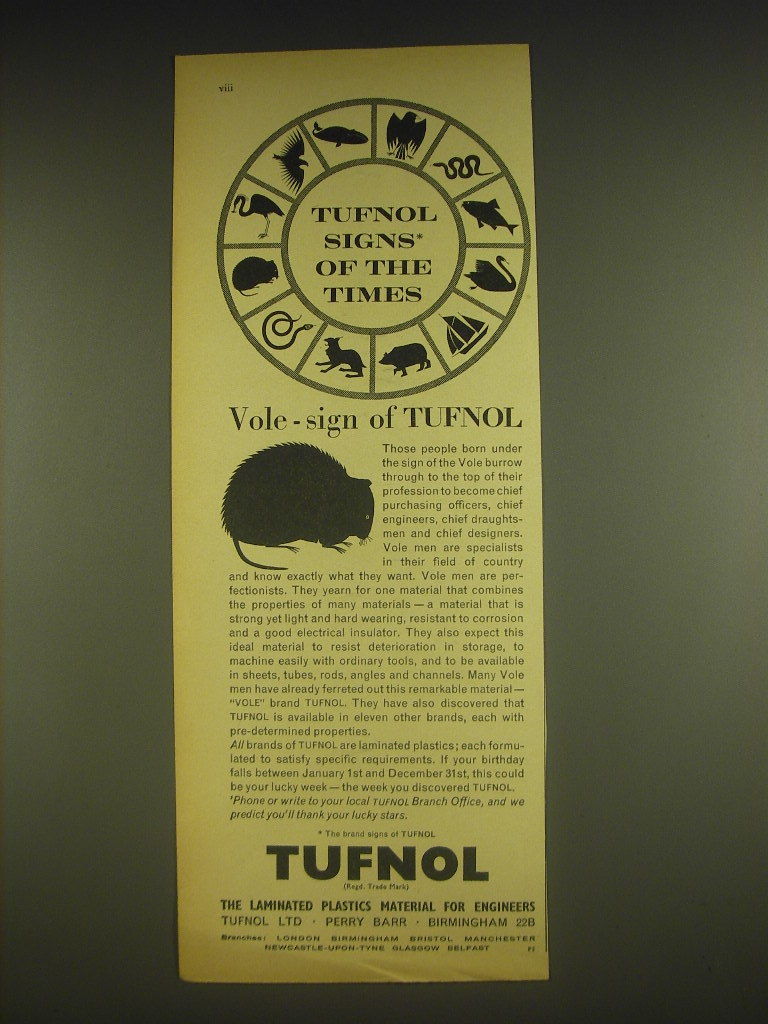 viii
TUFNOL
SIGNS*
OF THE
TIMES
Vole - sign of TUFNOL
Those people born under
the sign of the Vole burrow
through to the top of their
profession to become chief
purchasing officers, chief
engineers, chief draughts-
men and chief designers.
Vole men are specialists
in their field of country
and know exactly what they want. Vole men are per-
fectionists. They yearn for one material that combines
the properties of many materials — a material that is
strong yet light and hard wearing, resistant to corrosion
and a good electrical insulator. They also expect this
ideal material to resist deterioration in storage, to
machine easily with ordinary tools, and to be available
in sheets, tubes, rods, angles and channels. Many Vole
men have already ferreted out this remarkable material —
"VOLE" brand TUFNOL. They have also discovered that
TUFNOL is available in eleven other brands, each with
pre-determined properties.
All brands of TUFNOL are laminated plastics; each formu-
lated to satisfy specific requirements. If your birthday
falls between January 1st and December 31st, this could
be your lucky week — the week you discovered TUFNOL.
'Phone or write to your local TUFNOL Branch Office, and we
predict you'll thank your lucky stars.
* The brand signs of TUFNOL
TUFNOL
(Regd. Trade Mark)
THE LAMINATED PLASTICS MATERIAL FOR ENGINEERS
TUFNOL LTD · PERRY BARR · BIRMINGHAM 22B
Branches: LONDON BIRMINGHAM BRISTOL MANCHESTER
NEWCASTLE-UPON-TYNE GLASGOW BELFAST